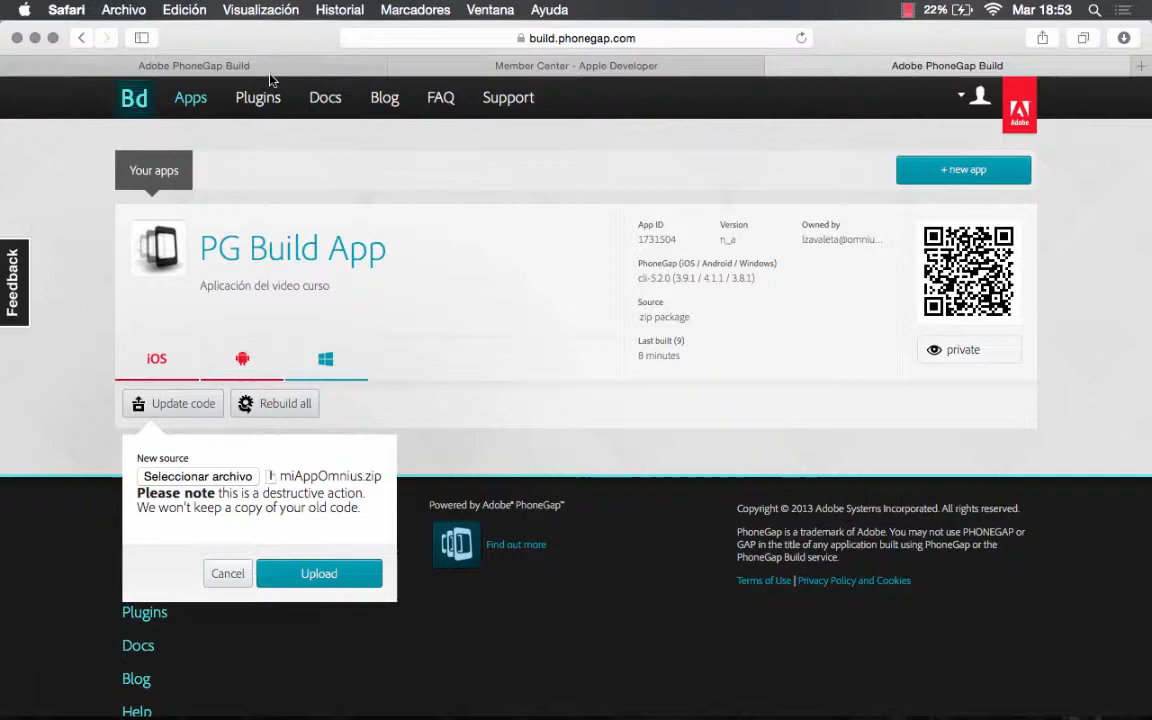 Safari Archivo Edición Visualización Historial Marcadores Ventana Ayuda 22% Mar 18:53
build.phonegap.com
Adobe PhoneGap Build Member Center - Apple Developer Adobe PhoneGap Build
Bd Apps Plugins Docs Blog FAQ Support
Adobe
Your apps
+ new app
PG Build App
Aplicación del video curso
App ID Version Owned by
1731504 n_a lzavaleta@omniu...
PhoneGap (iOS / Android / Windows)
cli-5.2.0 (3.9.1 / 4.1.1 / 3.8.1)
Source
.zip package
Last built (9)
8 minutes
private
Feedback
iOS
Update code Rebuild all
New source
Seleccionar archivo miAppOmnius.zip
Please note this is a destructive action.
We won't keep a copy of your old code.
Cancel Upload
Plugins
Docs
Blog
Help
Powered by Adobe® PhoneGap™
Find out more
Copyright © 2013 Adobe Systems Incorporated. All rights reserved.
PhoneGap is a trademark of Adobe. You may not use PHONEGAP or
GAP in the title of any application built using PhoneGap or the
PhoneGap Build service.
Terms of Use | Privacy Policy and Cookies